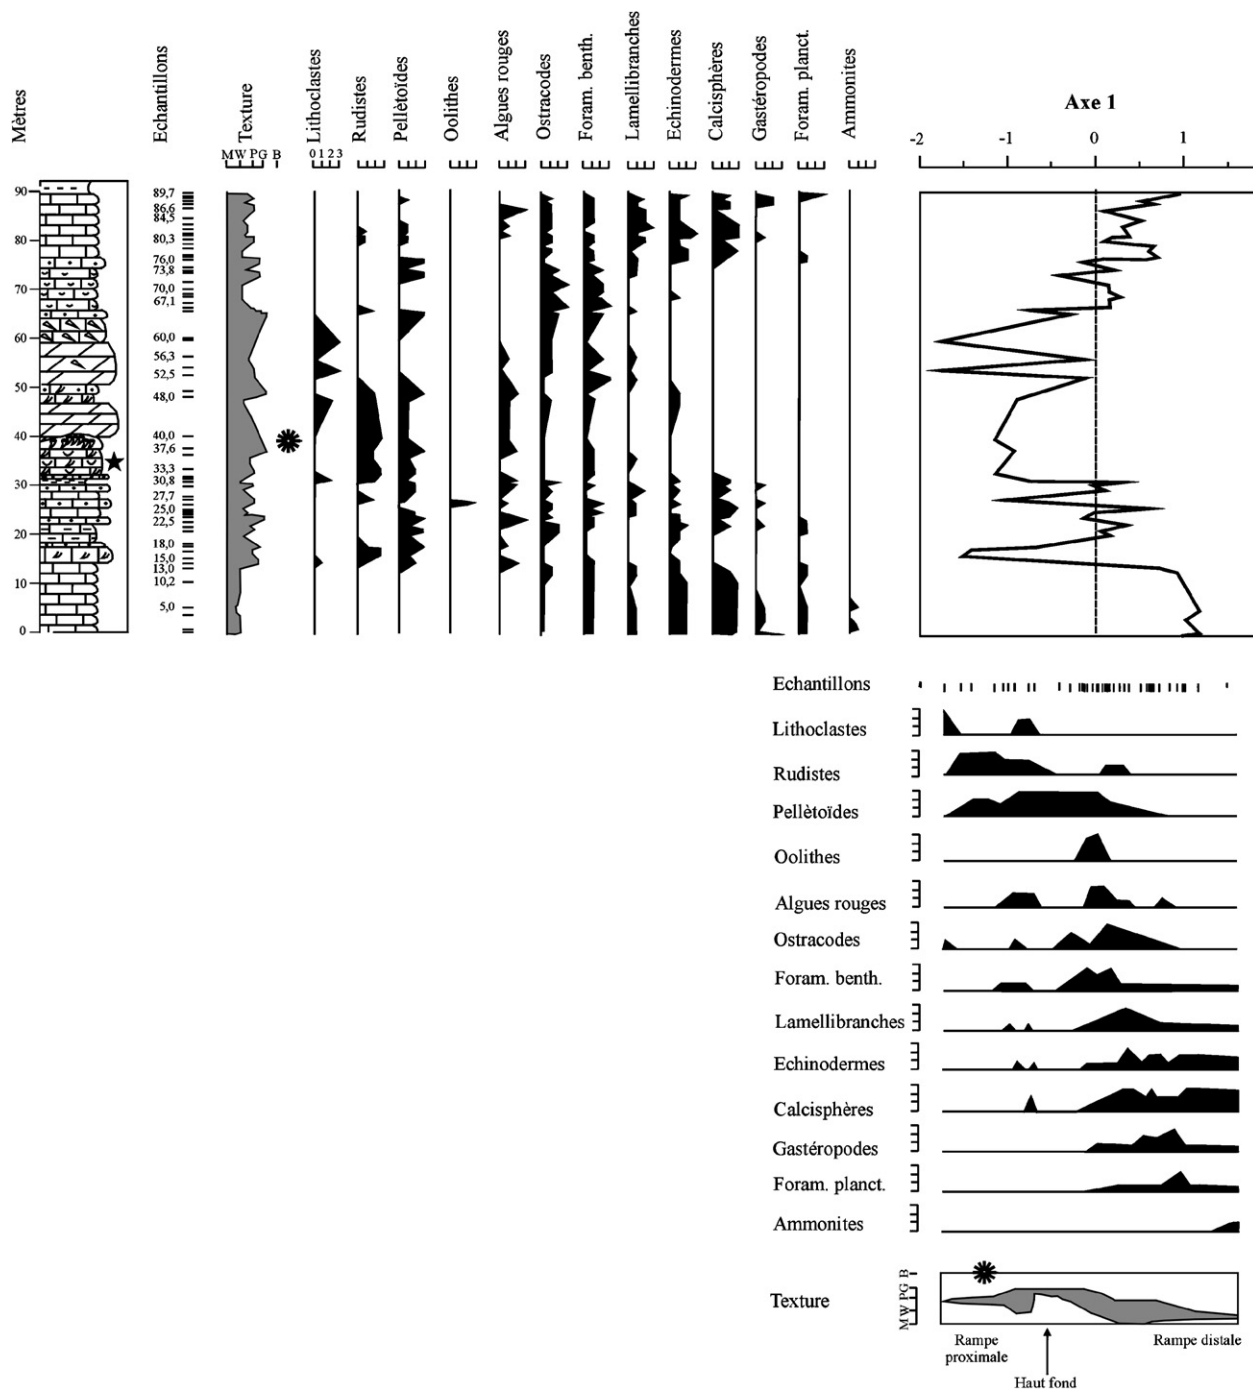 Mètres
Echantillons
Texture
Lithoclastes
Rudistes
Pellètoïdes
Oolithes
Algues rouges
Ostracodes
Foram. benth.
Lamellibranches
Echinodermes
Calcisphères
Gastéropodes
Foram. planct.
Ammonites
Axe 1
M W P G B
0 1 2 3
-2 -1 0 1
90
80
70
60
50
40
30
20
10
0
89,7
86,6
84,5
80,3
76,0
73,8
70,0
67,1
60,0
56,3
52,5
48,0
40,0
37,6
33,3
30,8
27,7
25,0
22,5
18,0
15,0
13,0
10,2
5,0
Echantillons
Lithoclastes
Rudistes
Pellètoïdes
Oolithes
Algues rouges
Ostracodes
Foram. benth.
Lamellibranches
Echinodermes
Calcisphères
Gastéropodes
Foram. planct.
Ammonites
Texture
M W P G B
Rampe proximale
Rampe distale
Haut fond